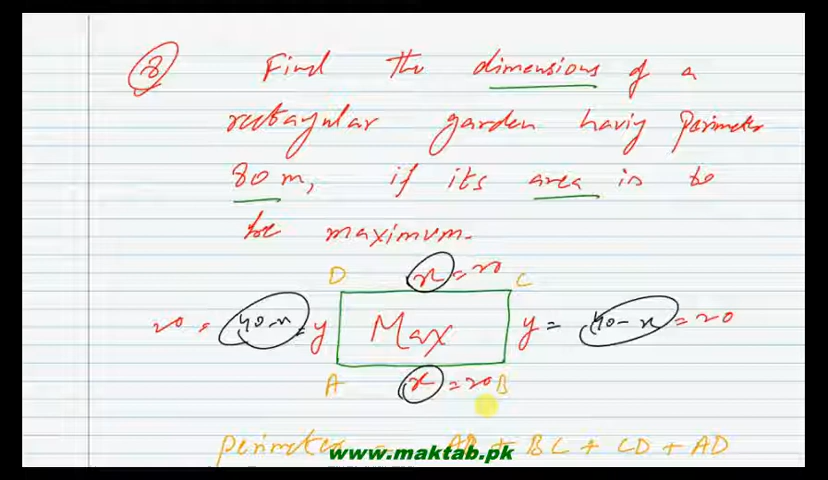 8 Find the dimensions of a
rectangular garden having perimeter
80 m, if its area is to
be maximum.
D x = 20 C
20 = 40-x = y Max y = 40-x = 20
A x = 20 B
Perimeter = AB + BC + CD + AD
www.maktab.pk